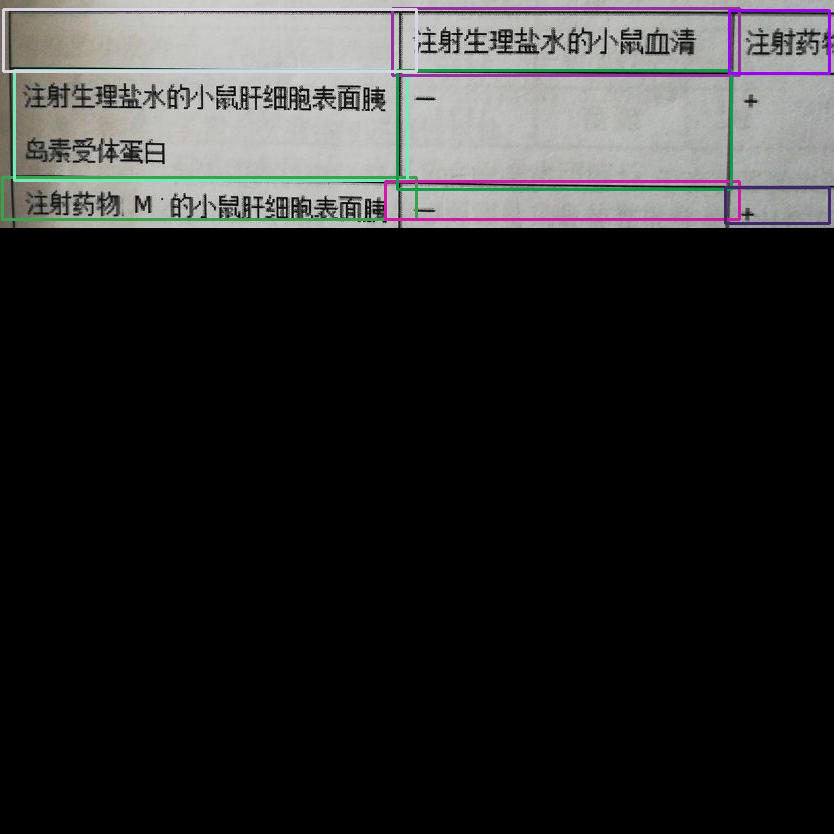 注射生理盐水的小鼠血清 注射药
注射生理盐水的小鼠肝细胞表面胰 — +
岛素受体蛋白
注射药物 M 的小鼠肝细胞表面胰 — +